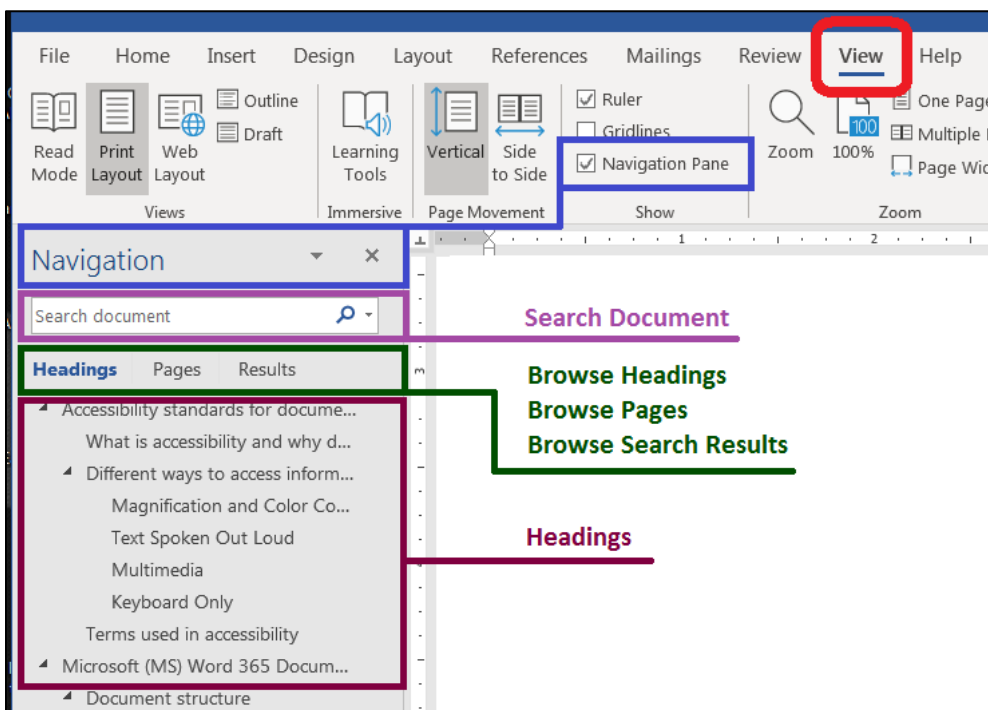 File Home Insert Design Layout References Mailings Review View Help
Read Mode
Print Layout
Web Layout
Outline
Draft
Views
Learning Tools
Immersive
Vertical
Side to Side
Page Movement
Ruler
Gridlines
Navigation Pane
Show
Zoom
100
100%
One Page
Multiple
Page Wid
Zoom
Navigation
1 2
Search document
Search Document
Headings Pages Results
3
Browse Headings
Browse Pages
Browse Search Results
Accessibility standards for docume...
What is accessibility and why d...
Different ways to access inform...
Magnification and Color Co...
Text Spoken Out Loud
Multimedia
Keyboard Only
Terms used in accessibility
Microsoft (MS) Word 365 Docum...
Document structure
Headings